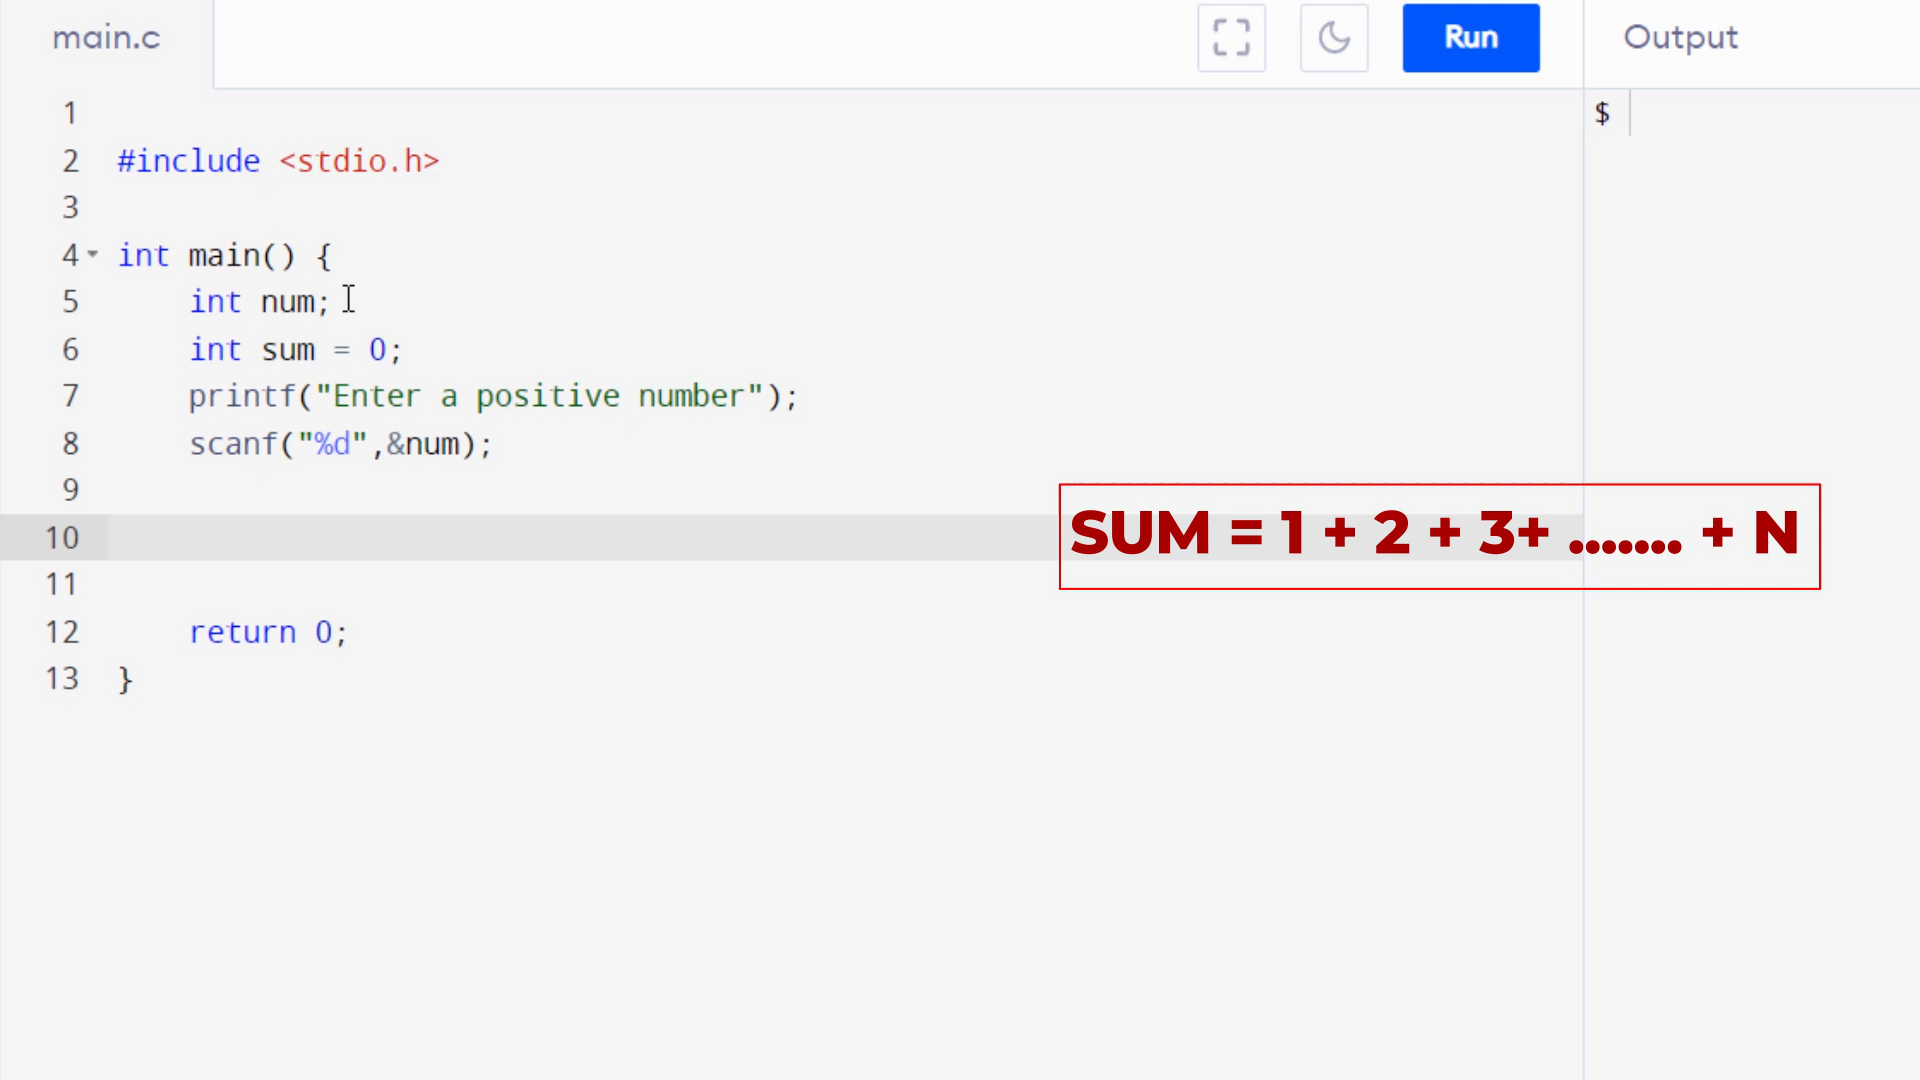 main.c
Run
Output
1
$
2 #include <stdio.h>
3
4 int main() {
5 int num;
6 int sum = 0;
7 printf("Enter a positive number");
8 scanf("%d",&num);
9
10
SUM = 1 + 2 + 3+ ....... + N
11
12 return 0;
13 }